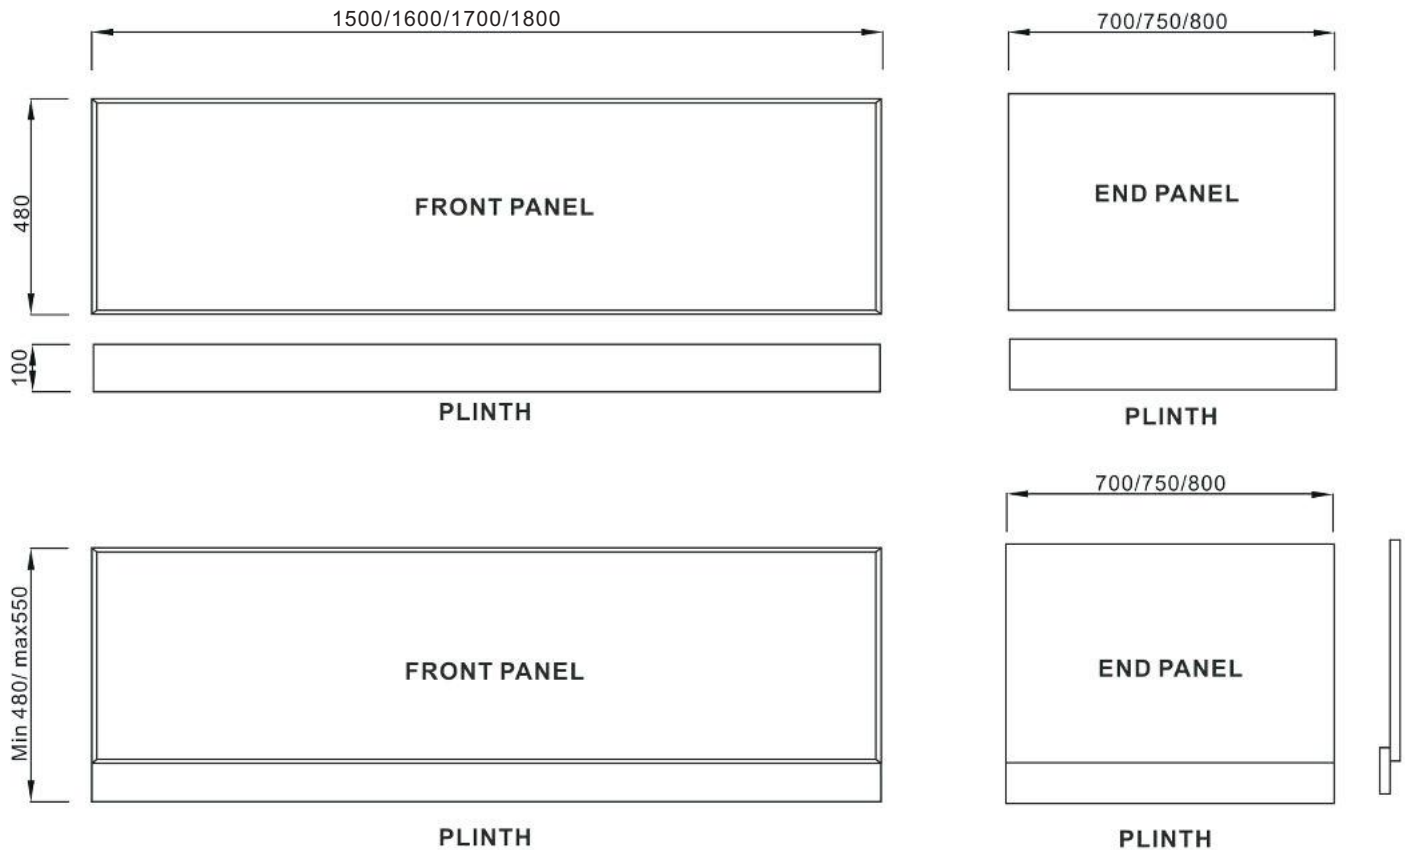 1500/1600/1700/1800
700/750/800
480
FRONT PANEL
END PANEL
100
PLINTH
PLINTH
700/750/800
Min 480/ max550
FRONT PANEL
END PANEL
PLINTH
PLINTH